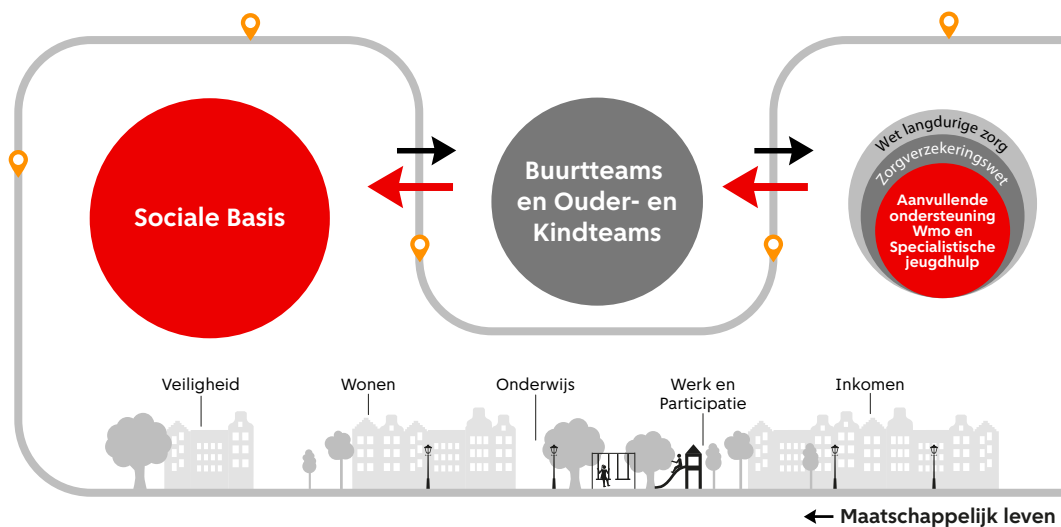 Sociale Basis
Buurtteams
en Ouder- en
Kindteams
Wet langdurige zorg
Zorgverzekeringswet
Aanvullende
ondersteuning
Wmo en
Specialistische
jeugdhulp
Veiligheid
Wonen
Onderwijs
Werk en
Participatie
Inkomen
Maatschappelijk leven